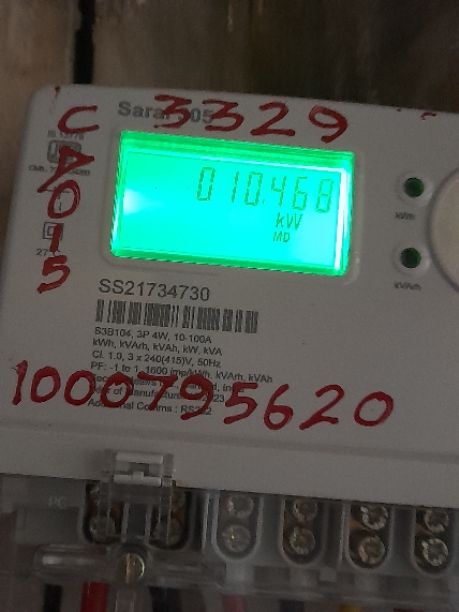 3329
C
A
0
1
5
010.468
kW
MD
kWh
kVArh
SS21734730
S3B104, 3P 4W, 10-100A
kWh, kVArh, kVAh, kW, kVA
Cl. 1.0, 3 x 240(415)V, 50Hz
PF: -1 to 1, 1600 imp/kWh, kVArh, kVAh
1000795620
Comms : RS232
PC